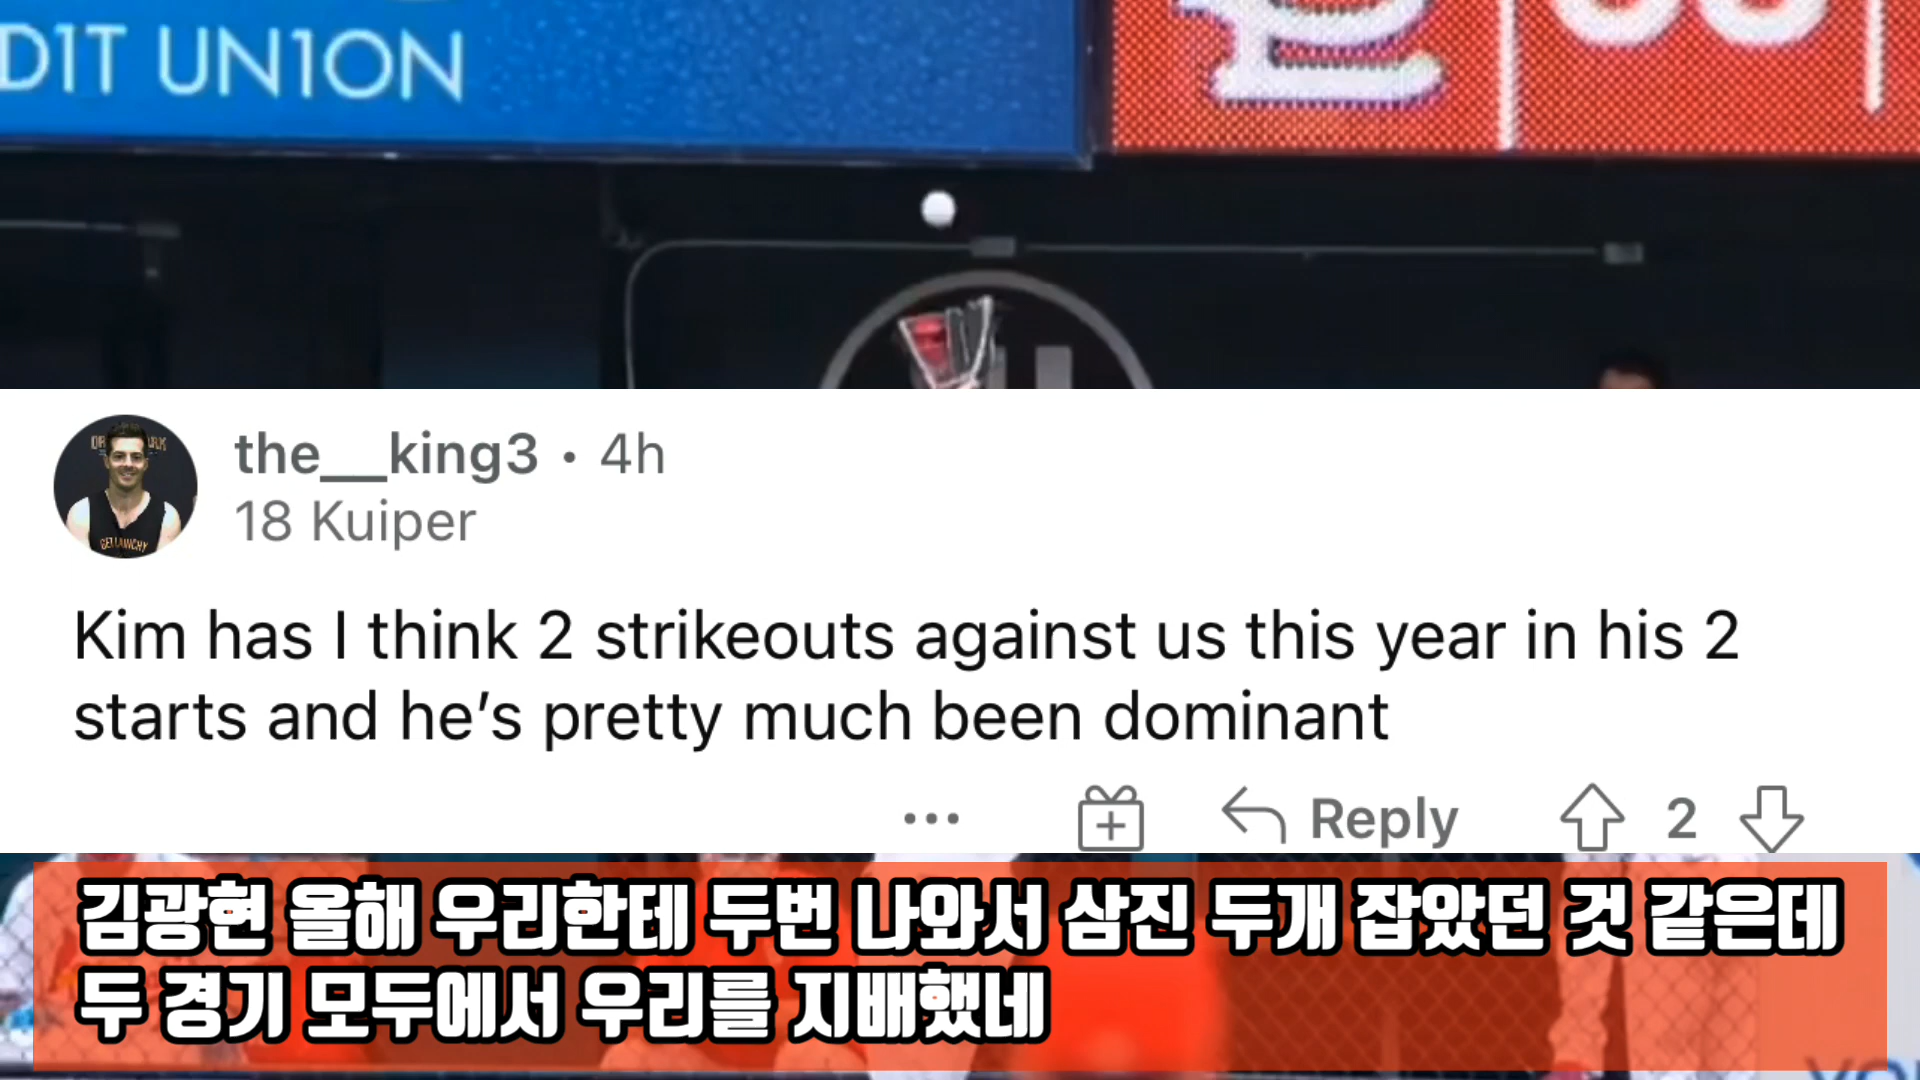 D1T UN1ON
the__king3 • 4h
18 Kuiper
Kim has I think 2 strikeouts against us this year in his 2
starts and he's pretty much been dominant
... Reply 2
김광현 올해 우리한테 두번 나와서 삼진 두개 잡았던 것 같은데
두 경기 모두에서 우리를 지배했네